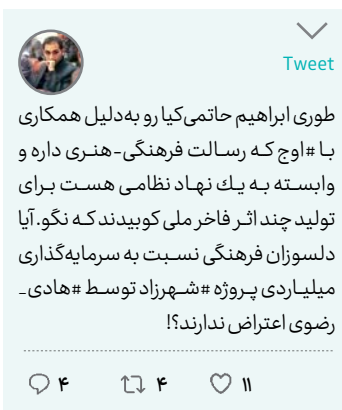 Tweet
طوری ابراهیم حاتمی‌کیا رو به‌دلیل همکاری
با #اوج که رسالت فرهنگی-هنری داره و
وابسته به یك نهاد نظامی هست برای
تولید چند اثر فاخر ملی کوبیدند که نگو. آیا
دلسوزان فرهنگی نسبت به سرمایه‌گذاری
میلیاردی پروژه #شهرزاد توسط #هادی_
رضوی اعتراض ندارند؟!
۴ ۴ ۱۱